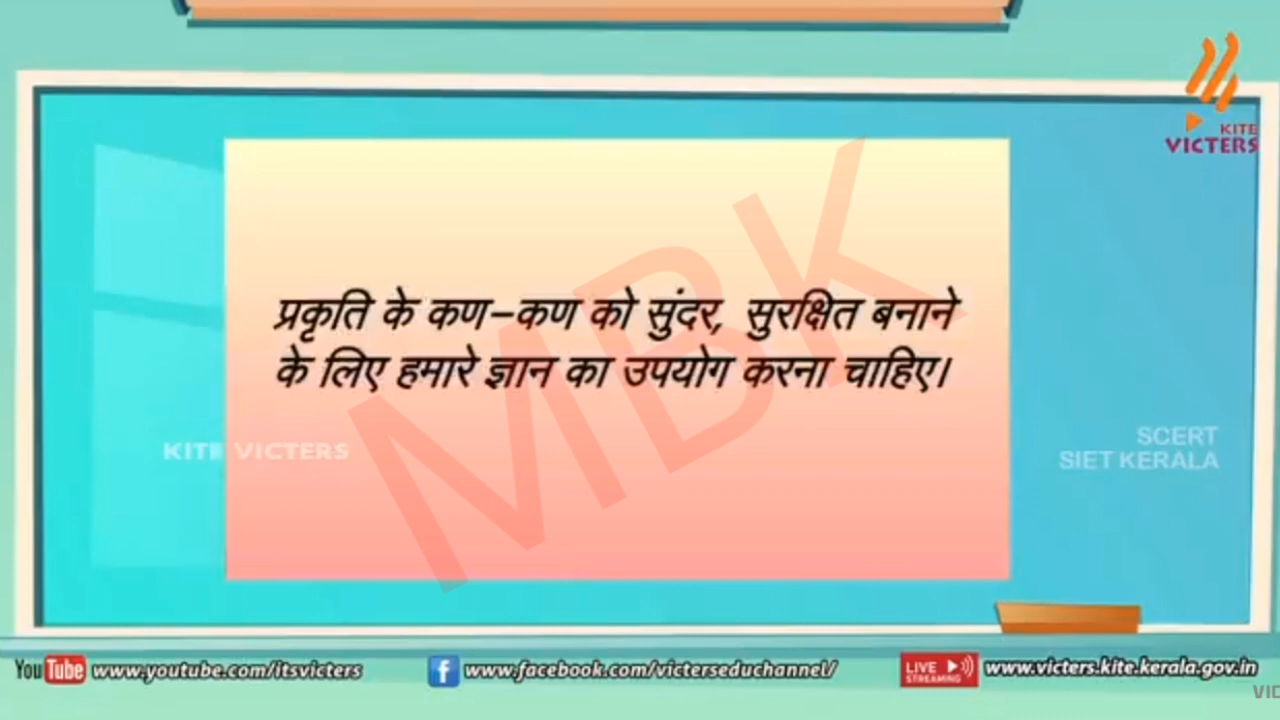 KITE
VICTERS
MBK
प्रकृति के कण-कण को सुंदर, सुरक्षित बनाने
के लिए हमारे ज्ञान का उपयोग करना चाहिए।
KITE VICTERS
SCERT
SIET KERALA
YouTube www.youtube.com/itsvicters
f www.facebook.com/victerseduchannel/
LIVE
STREAMING
www.victers.kite.kerala.gov.in